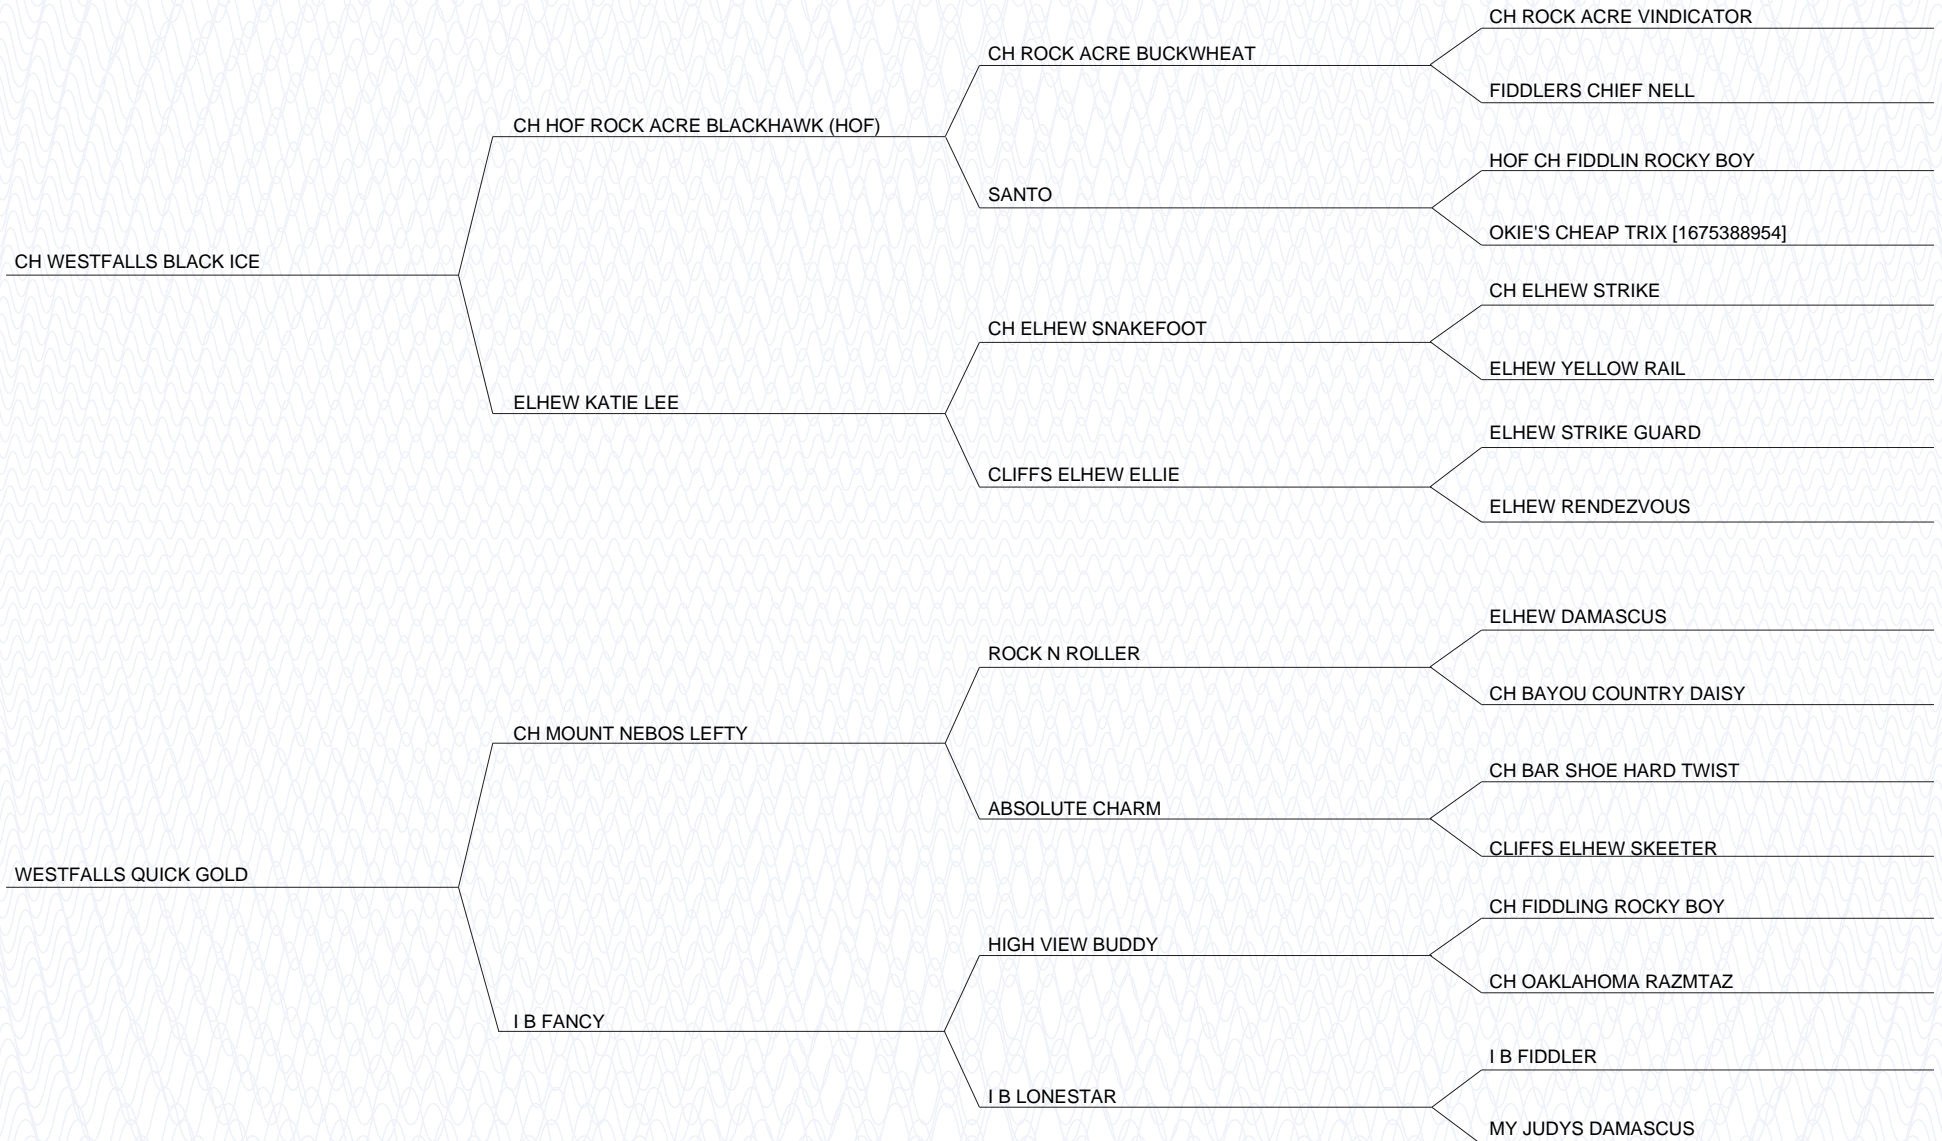 CH ROCK ACRE VINDICATOR
CH ROCK ACRE BUCKWHEAT
FIDDLERS CHIEF NELL
CH HOF ROCK ACRE BLACKHAWK (HOF)
HOF CH FIDDLIN ROCKY BOY
SANTO
OKIE'S CHEAP TRIX [1675388954]
CH WESTFALLS BLACK ICE
CH ELHEW STRIKE
CH ELHEW SNAKEFOOT
ELHEW YELLOW RAIL
ELHEW KATIE LEE
ELHEW STRIKE GUARD
CLIFFS ELHEW ELLIE
ELHEW RENDEZVOUS
ELHEW DAMASCUS
ROCK N ROLLER
CH BAYOU COUNTRY DAISY
CH MOUNT NEBOS LEFTY
CH BAR SHOE HARD TWIST
ABSOLUTE CHARM
CLIFFS ELHEW SKEETER
WESTFALLS QUICK GOLD
CH FIDDLING ROCKY BOY
HIGH VIEW BUDDY
CH OAKLAHOMA RAZMTAZ
I B FANCY
I B FIDDLER
I B LONESTAR
MY JUDYS DAMASCUS